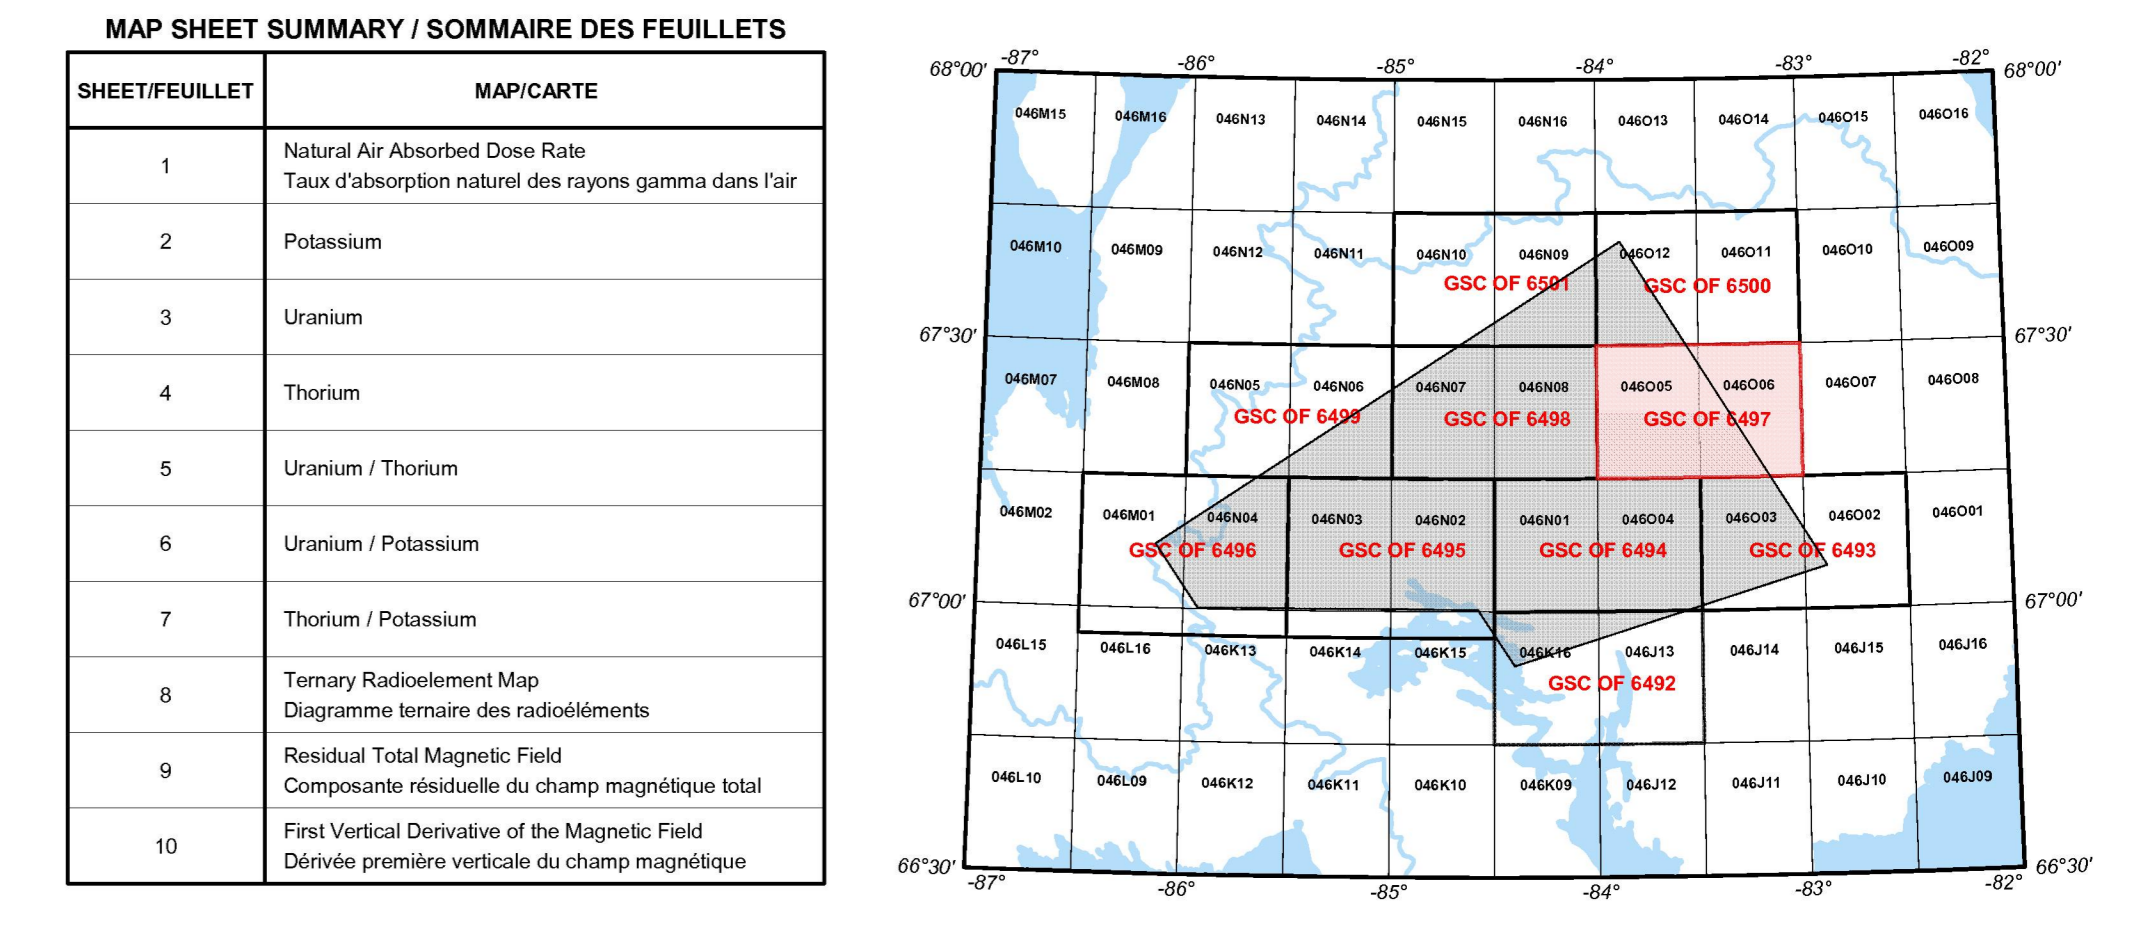 MAP SHEET SUMMARY / SOMMAIRE DES FEUILLETS
SHEET/FEUILLET MAP/CARTE
1 Natural Air Absorbed Dose Rate
Taux d'absorption naturel des rayons gamma dans l'air
2 Potassium
3 Uranium
4 Thorium
5 Uranium / Thorium
6 Uranium / Potassium
7 Thorium / Potassium
8 Ternary Radioelement Map
Diagramme ternaire des radioéléments
9 Residual Total Magnetic Field
Composante résiduelle du champ magnétique total
10 First Vertical Derivative of the Magnetic Field
Dérivée première verticale du champ magnétique
-87° -86° -85° -84° -83° -82°
68°00' 68°00'
046M15 046M16 046N13 046N14 046N15 046N16 046O13 046O14 046O15 046O16
046M10 046M09 046N12 046N11 046N10 046N09 046O12 046O11 046O10 046O09
GSC OF 6501 GSC OF 6500
67°30' 67°30'
046M07 046M08 046N05 046N06 046N07 046N08 046O05 046O06 046O07 046O08
GSC OF 6499 GSC OF 6498 GSC OF 6497
046M02 046M01 046N04 046N03 046N02 046N01 046O04 046O03 046O02 046O01
GSC OF 6496 GSC OF 6495 GSC OF 6494 GSC OF 6493
67°00' 67°00'
046L15 046L16 046K13 046K14 046K15 046K16 046J13 046J14 046J15 046J16
GSC OF 6492
046L10 046L09 046K12 046K11 046K10 046K09 046J12 046J11 046J10 046J09
66°30' 66°30'
-87° -86° -85° -84° -83° -82°